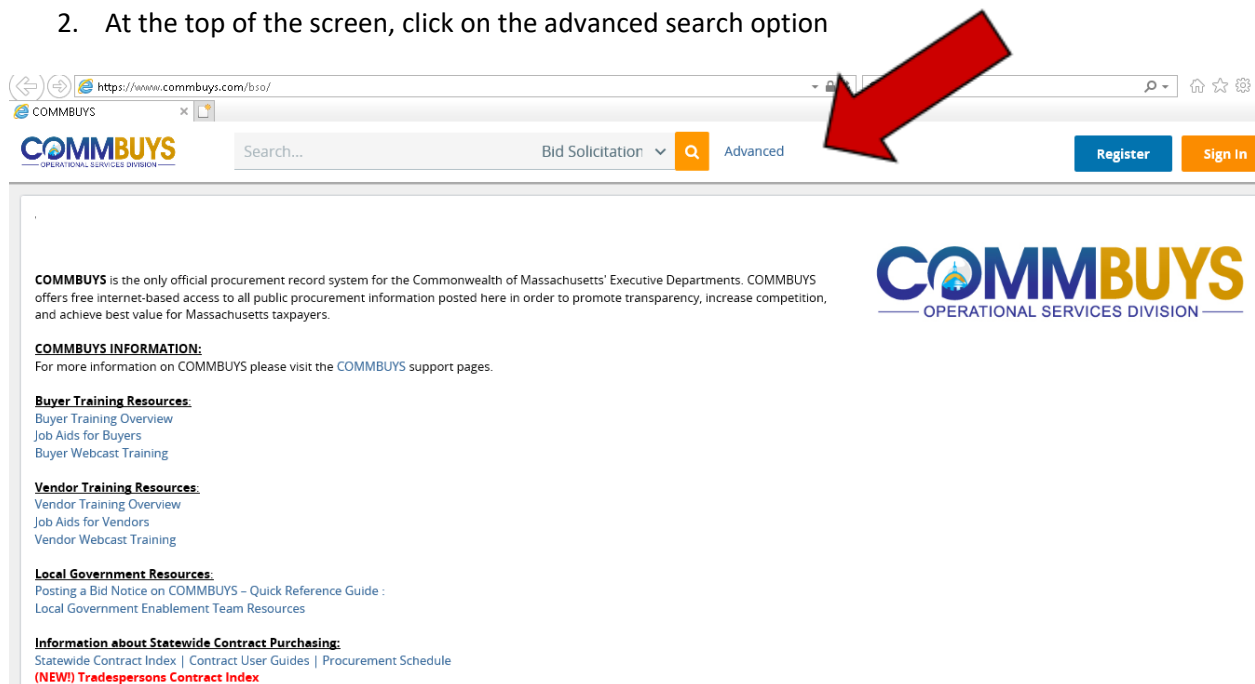 2. At the top of the screen, click on the advanced search option
https://www.commbuys.com/bso/
COMMBUYS
COMMBUYS
OPERATIONAL SERVICES DIVISION
Search...
Bid Solicitation
Advanced
Register
Sign In
COMMBUYS
OPERATIONAL SERVICES DIVISION
COMMBUYS is the only official procurement record system for the Commonwealth of Massachusetts' Executive Departments. COMMBUYS
offers free internet-based access to all public procurement information posted here in order to promote transparency, increase competition,
and achieve best value for Massachusetts taxpayers.
COMMBUYS INFORMATION:
For more information on COMMBUYS please visit the COMMBUYS support pages.
Buyer Training Resources:
Buyer Training Overview
Job Aids for Buyers
Buyer Webcast Training
Vendor Training Resources:
Vendor Training Overview
Job Aids for Vendors
Vendor Webcast Training
Local Government Resources:
Posting a Bid Notice on COMMBUYS – Quick Reference Guide :
Local Government Enablement Team Resources
Information about Statewide Contract Purchasing:
Statewide Contract Index | Contract User Guides | Procurement Schedule
(NEW!) Tradespersons Contract Index